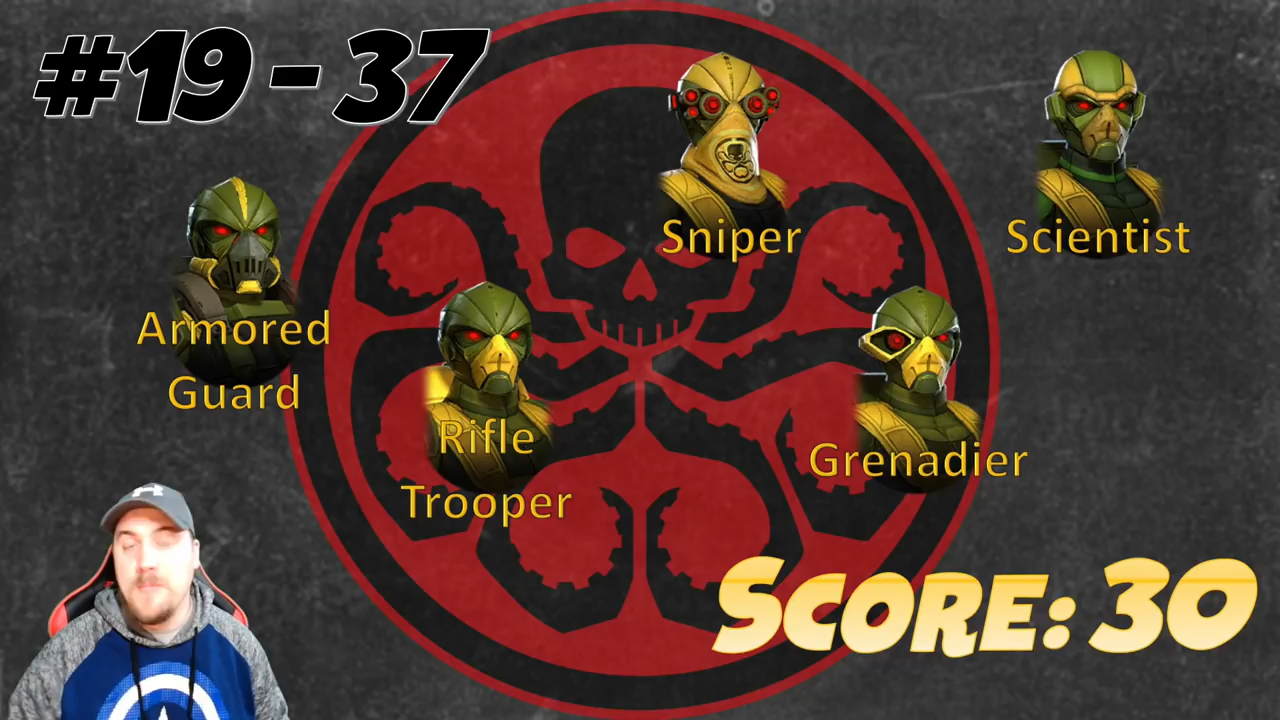 #19 - 37
Sniper
Scientist
Armored
Guard
Rifle
Trooper
Grenadier
Score: 30